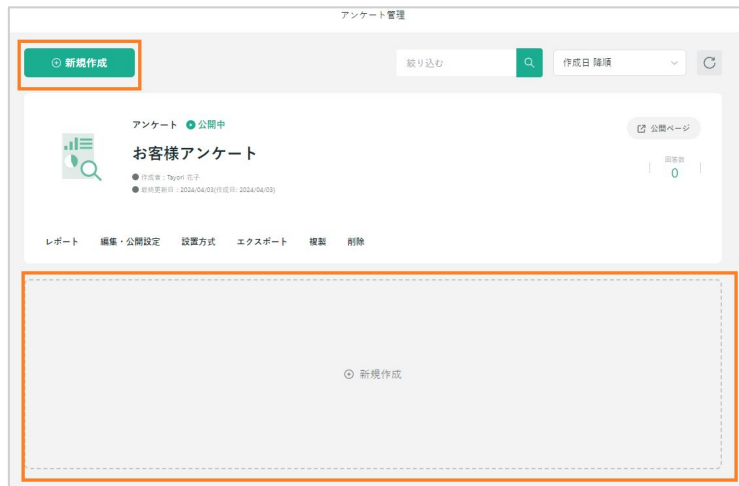 アンケート管理
新規作成
絞り込む
作成日 降順
アンケート 公開中
公開ページ
お客様アンケート
回答数
0
作成者 : Tayori 花子
最終更新日 : 2024/04/03(作成日: 2024/04/03)
レポート 編集・公開設定 設置方式 エクスポート 複製 削除
新規作成